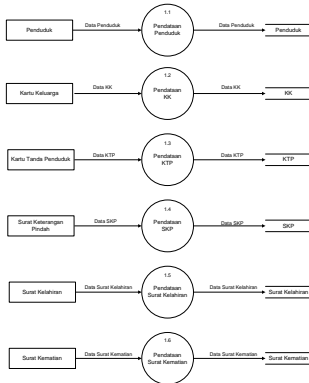 1.1
Penduduk
Data Penduduk
Pendataan
Penduduk
Data Penduduk
Penduduk
1.2
Kartu Keluarga
Data KK
Pendataan
KK
Data KK
KK
1.3
Kartu Tanda Penduduk
Data KTP
Pendataan
KTP
Data KTP
KTP
1.4
Surat Keterangan
Pindah
Data SKP
Pendataan
SKP
Data SKP
SKP
1.5
Surat Kelahiran
Data Surat Kelahiran
Pendataan
Surat Kelahiran
Data Surat Kelahiran
Surat Kelahiran
1.6
Surat Kematian
Data Surat Kematian
Pendataan
Surat Kematian
Data Surat Kematian
Surat Kematian